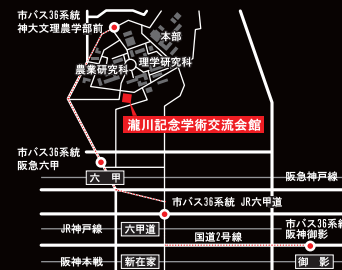 市バス36系統
神大文理農学部前
本部
農業研究科
理学研究科
瀧川記念学術交流会館
市バス36系統
阪急六甲
六 甲
阪急神戸線
市バス36系統 JR六甲道
市バス36系統
阪神御影
JR神戸線
六甲道
国道2号線
阪神本戦
新在家
御 影